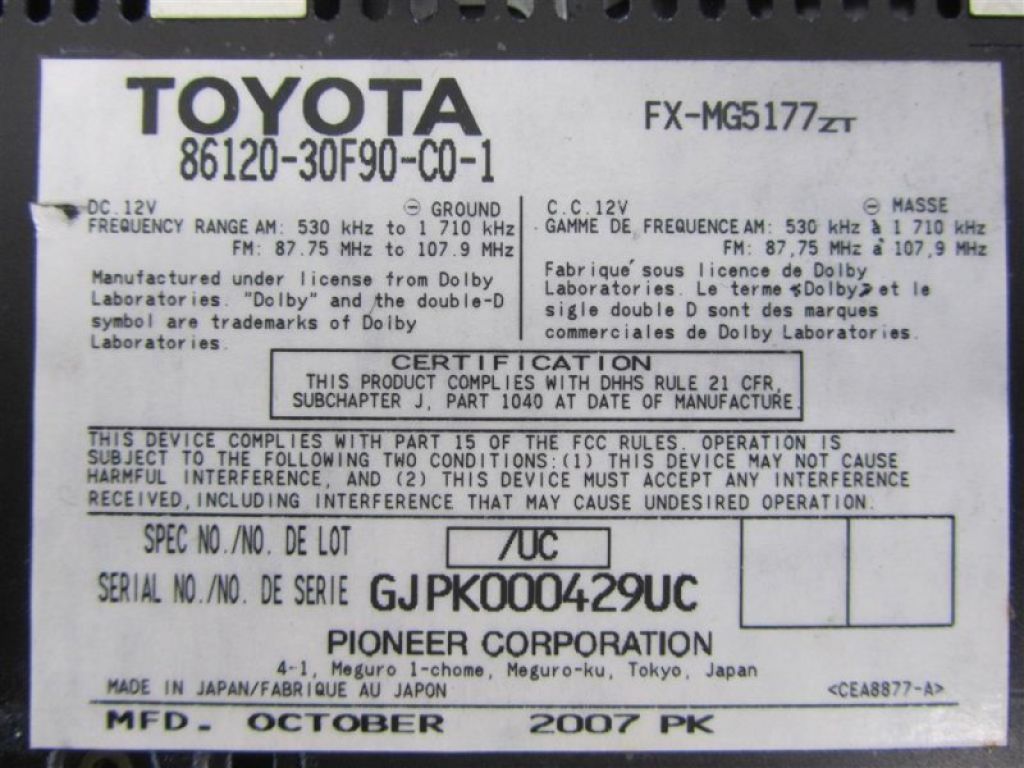 TOYOTA
86120-30F90-C0-1
FX-MG5177ZT
DC.12V ⊖ GROUND
FREQUENCY RANGE AM: 530 kHz to 1 710 kHz
FM: 87.75 MHz to 107.9 MHz
Manufactured under license from Dolby
Laboratories. "Dolby" and the double-D
symbol are trademarks of Dolby
Laboratories.
C.C.12V ⊖ MASSE
GAMME DE FREQUENCE AM: 530 kHz à 1 710 kHz
FM: 87,75 MHz à 107,9 MHz
Fabriqué sous licence de Dolby
Laboratories. Le terme «Dolby» et le
sigle double D sont des marques
commerciales de Dolby Laboratories.
CERTIFICATION
THIS PRODUCT COMPLIES WITH DHHS RULE 21 CFR,
SUBCHAPTER J, PART 1040 AT DATE OF MANUFACTURE.
THIS DEVICE COMPLIES WITH PART 15 OF THE FCC RULES. OPERATION IS
SUBJECT TO THE FOLLOWING TWO CONDITIONS:(1) THIS DEVICE MAY NOT CAUSE
HARMFUL INTERFERENCE, AND (2) THIS DEVICE MUST ACCEPT ANY INTERFERENCE
RECEIVED,INCLUDING INTERFERENCE THAT MAY CAUSE UNDESIRED OPERATION.
SPEC NO./NO. DE LOT /UC
SERIAL NO./NO. DE SERIE GJPK000429UC
PIONEER CORPORATION
4-1, Meguro 1-chome, Meguro-ku, Tokyo, Japan
MADE IN JAPAN/FABRIQUE AU JAPON <CEA8877-A>
MFD. OCTOBER 2007 PK